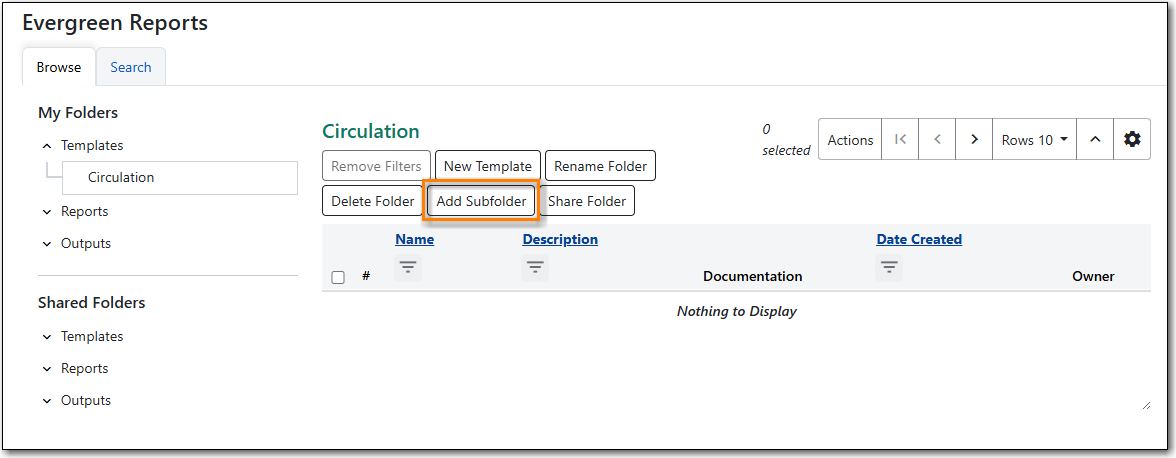 Evergreen Reports
Browse
Search
My Folders
Templates
Circulation
Reports
Outputs
Shared Folders
Templates
Reports
Outputs
Circulation
0 selected
Actions
Rows 10
Remove Filters
New Template
Rename Folder
Delete Folder
Add Subfolder
Share Folder
#
Name
Description
Documentation
Date Created
Owner
Nothing to Display